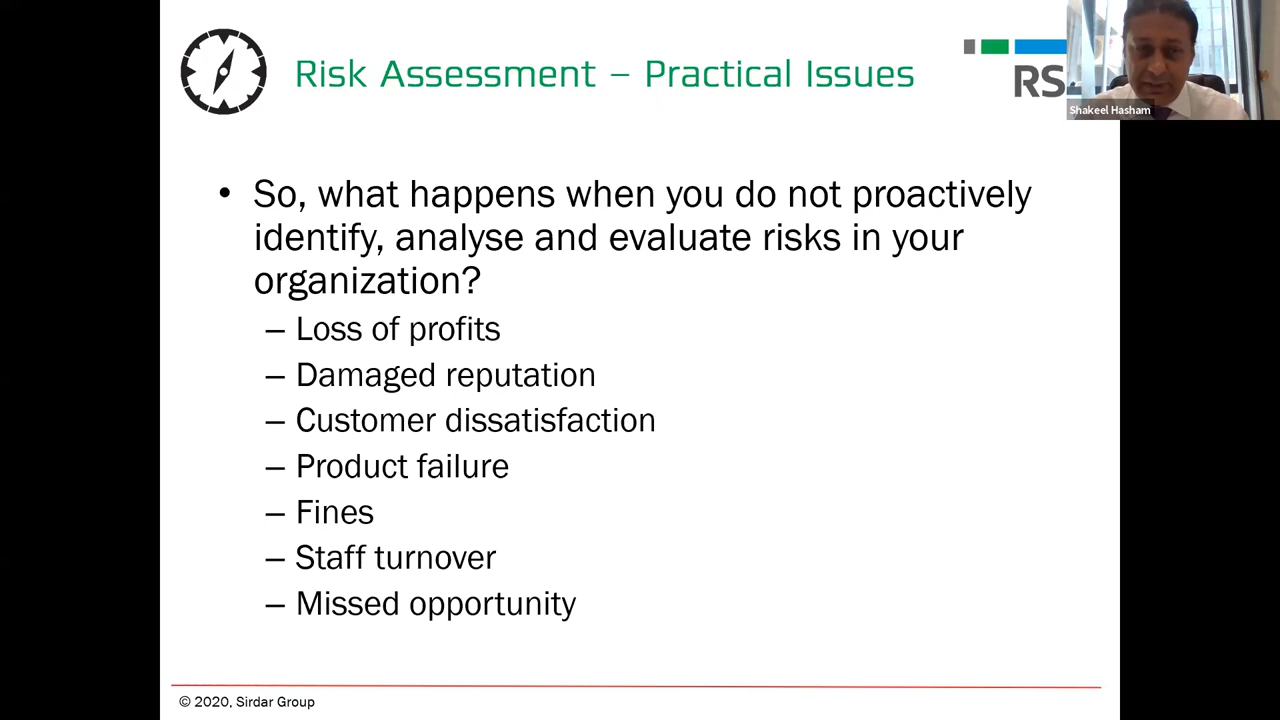 Risk Assessment – Practical Issues
RS
Shakeel Hasham
• So, what happens when you do not proactively
identify, analyse and evaluate risks in your
organization?
– Loss of profits
– Damaged reputation
– Customer dissatisfaction
– Product failure
– Fines
– Staff turnover
– Missed opportunity
© 2020, Sirdar Group